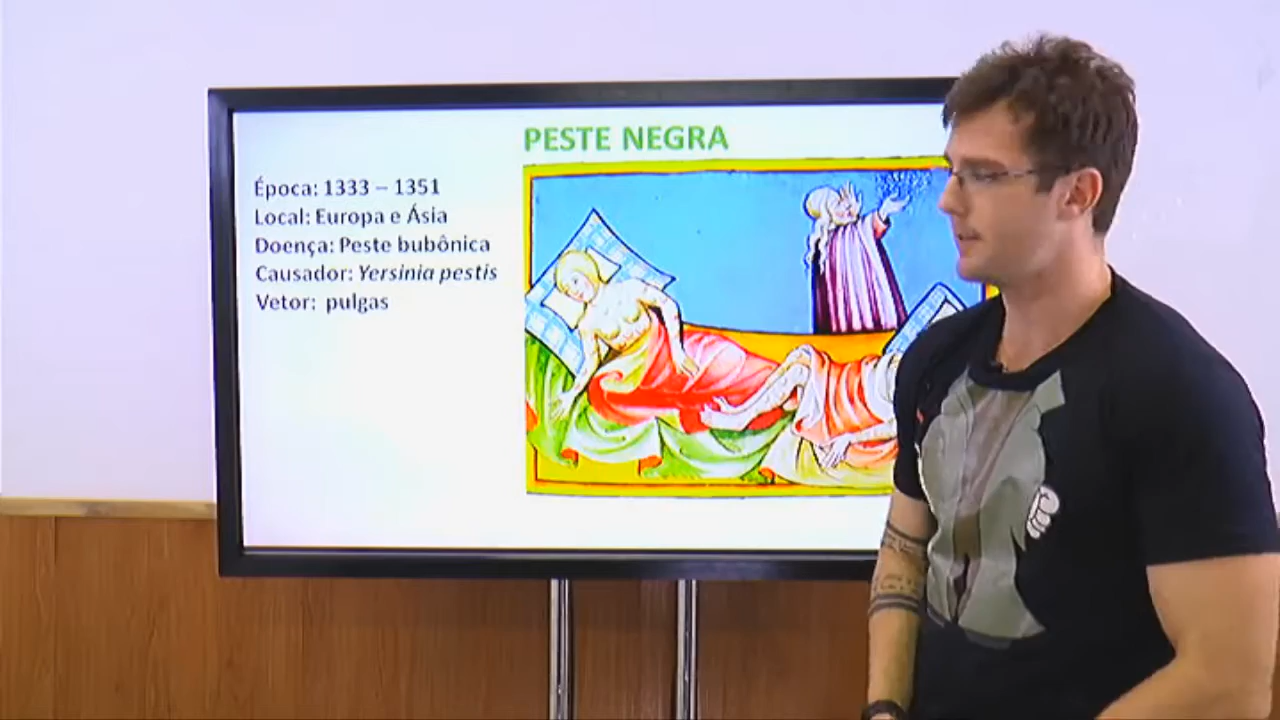 PESTE NEGRA
Época: 1333 – 1351
Local: Europa e Ásia
Doença: Peste bubônica
Causador: Yersinia pestis
Vetor: pulgas